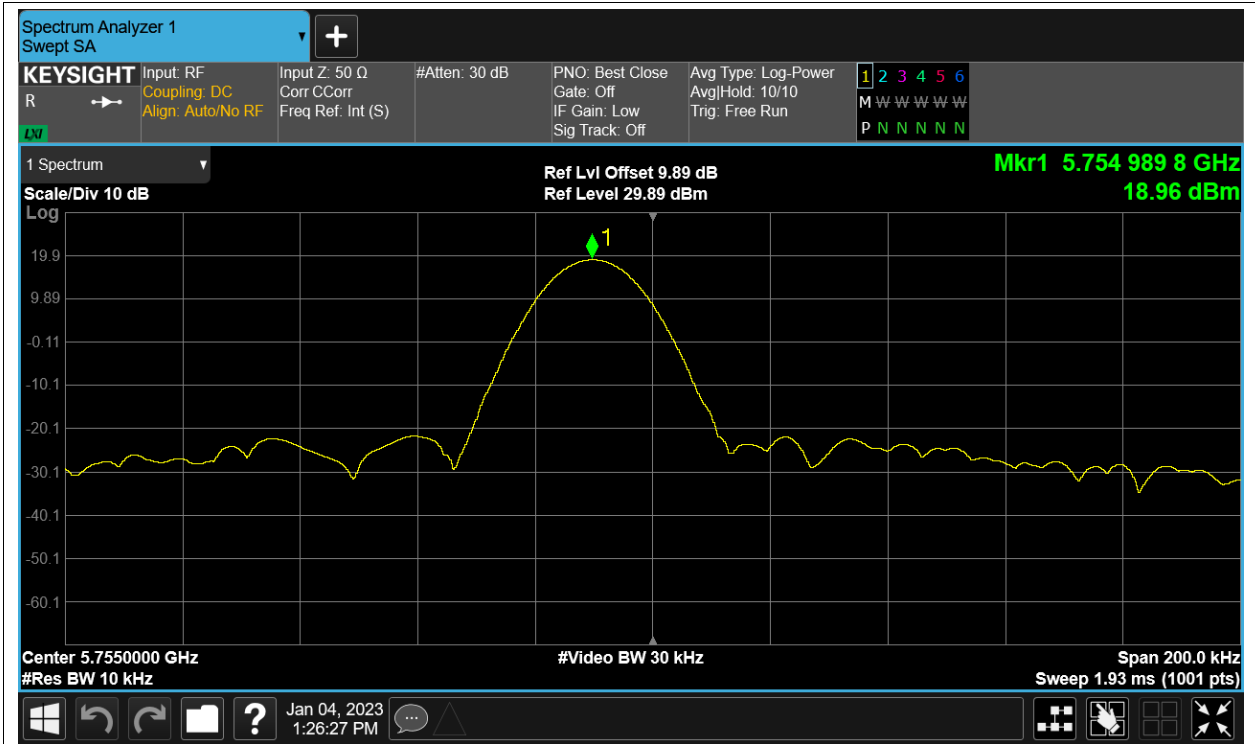 Spectrum Analyzer 1
Swept SA
KEYSIGHT
R
LXI
Input: RF
Coupling: DC
Align: Auto/No RF
Input Z: 50 Ω
Corr CCorr
Freq Ref: Int (S)
#Atten: 30 dB
PNO: Best Close
Gate: Off
IF Gain: Low
Sig Track: Off
Avg Type: Log-Power
Avg|Hold: 10/10
Trig: Free Run
1 2 3 4 5 6
M W W W W W
P N N N N N
1 Spectrum
Scale/Div 10 dB
Log
Ref Lvl Offset 9.89 dB
Ref Level 29.89 dBm
Mkr1 5.754 989 8 GHz
18.96 dBm
1
19.9
9.89
-0.11
-10.1
-20.1
-30.1
-40.1
-50.1
-60.1
Center 5.7550000 GHz
#Res BW 10 kHz
#Video BW 30 kHz
Span 200.0 kHz
Sweep 1.93 ms (1001 pts)
?
Jan 04, 2023
1:26:27 PM